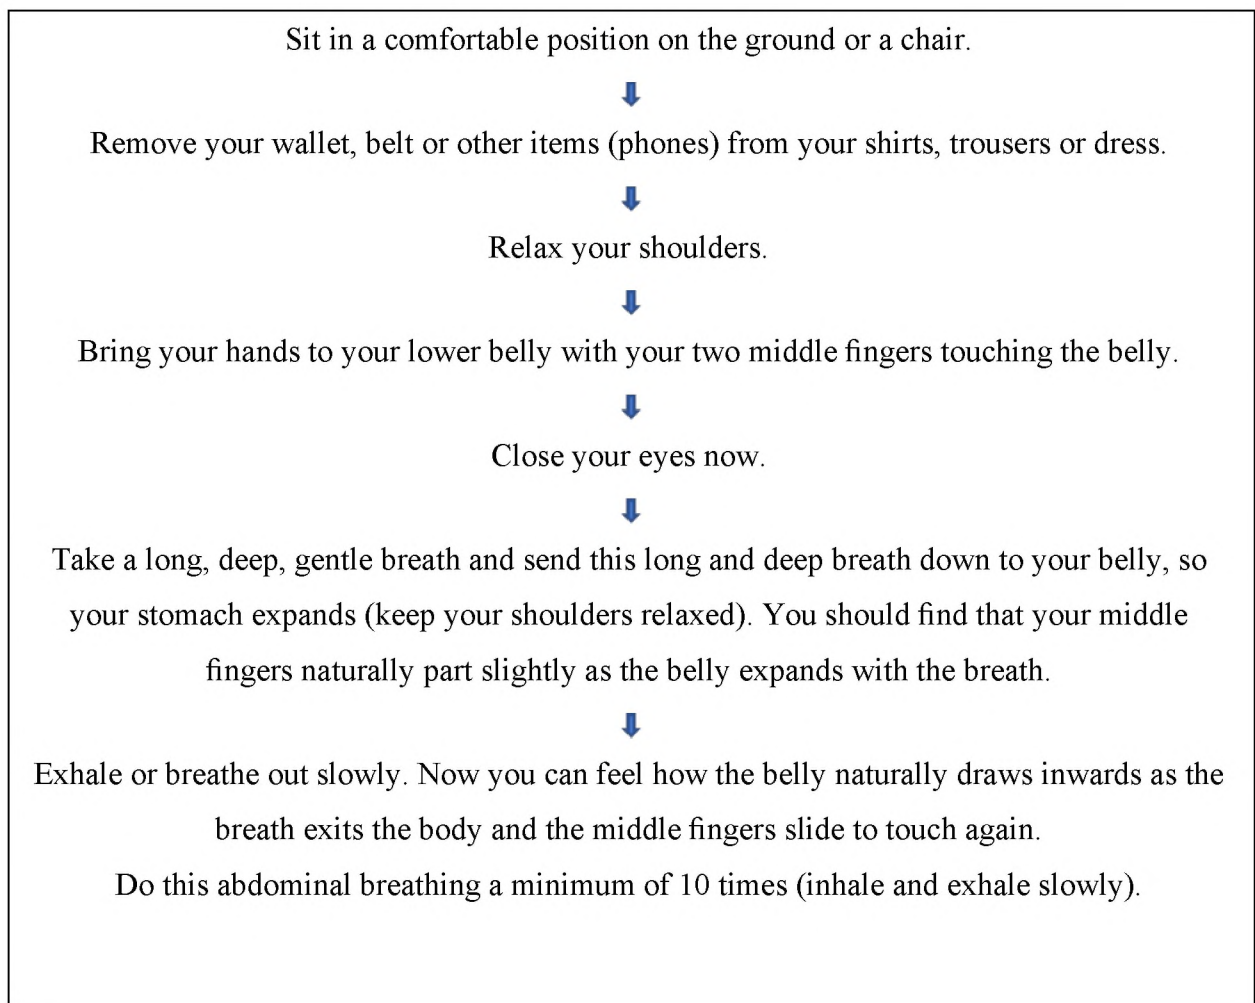 Sit in a comfortable position on the ground or a chair.
Remove your wallet, belt or other items (phones) from your shirts, trousers or dress.
Relax your shoulders.
Bring your hands to your lower belly with your two middle fingers touching the belly.
Close your eyes now.
Take a long, deep, gentle breath and send this long and deep breath down to your belly, so
your stomach expands (keep your shoulders relaxed). You should find that your middle
fingers naturally part slightly as the belly expands with the breath.
Exhale or breathe out slowly. Now you can feel how the belly naturally draws inwards as the
breath exits the body and the middle fingers slide to touch again.
Do this abdominal breathing a minimum of 10 times (inhale and exhale slowly).